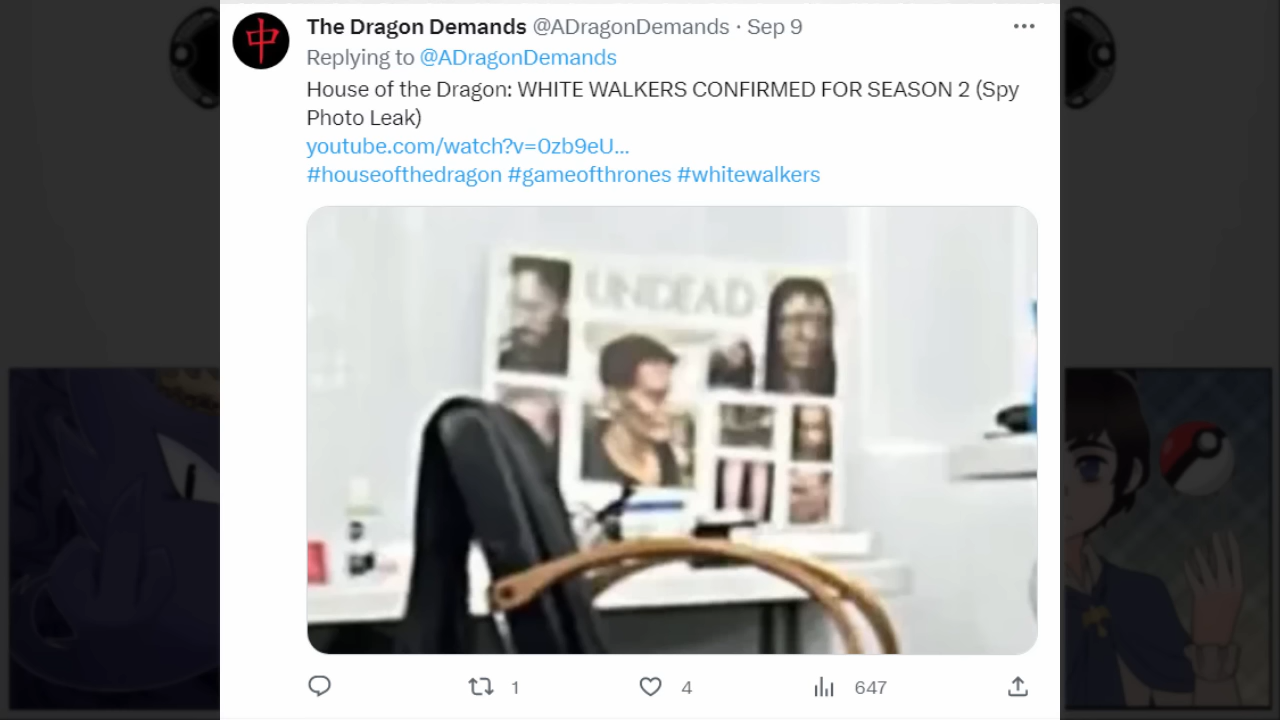 中
The Dragon Demands @ADragonDemands · Sep 9
Replying to @ADragonDemands
House of the Dragon: WHITE WALKERS CONFIRMED FOR SEASON 2 (Spy
Photo Leak)
youtube.com/watch?v=0zb9eU...
#houseofthedragon #gameofthrones #whitewalkers
UNDEAD
1 4 647